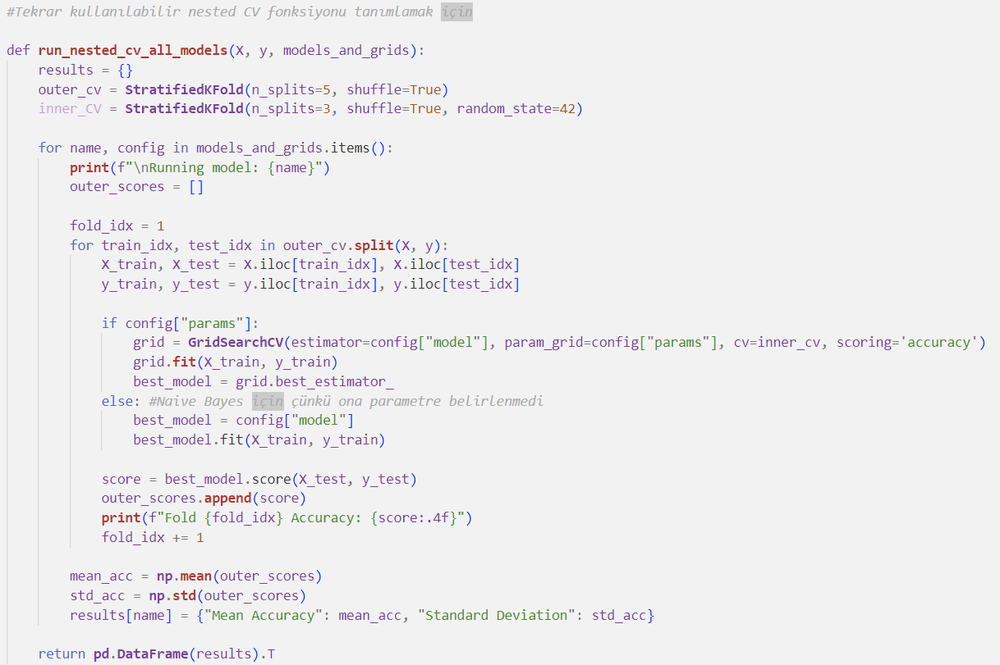 #Tekrar kullanılabilir nested CV fonksiyonu tanımlamak için

def run_nested_cv_all_models(X, y, models_and_grids):
    results = {}
    outer_cv = StratifiedKFold(n_splits=5, shuffle=True)
    inner_CV = StratifiedKFold(n_splits=3, shuffle=True, random_state=42)

    for name, config in models_and_grids.items():
        print(f"\nRunning model: {name}")
        outer_scores = []

        fold_idx = 1
        for train_idx, test_idx in outer_cv.split(X, y):
            X_train, X_test = X.iloc[train_idx], X.iloc[test_idx]
            y_train, y_test = y.iloc[train_idx], y.iloc[test_idx]

            if config["params"]:
                grid = GridSearchCV(estimator=config["model"], param_grid=config["params"], cv=inner_cv, scoring='accuracy')
                grid.fit(X_train, y_train)
                best_model = grid.best_estimator_
            else: #Naive Bayes için çünkü ona parametre belirlenmedi
                best_model = config["model"]
                best_model.fit(X_train, y_train)

            score = best_model.score(X_test, y_test)
            outer_scores.append(score)
            print(f"Fold {fold_idx} Accuracy: {score:.4f}")
            fold_idx += 1

        mean_acc = np.mean(outer_scores)
        std_acc = np.std(outer_scores)
        results[name] = {"Mean Accuracy": mean_acc, "Standard Deviation": std_acc}

    return pd.DataFrame(results).T